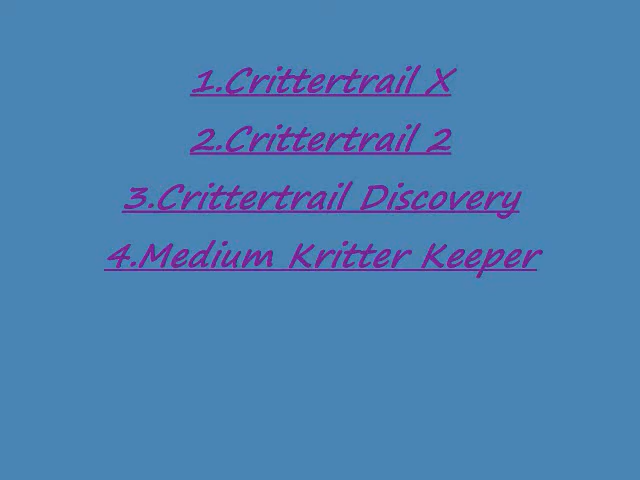 1.Crittertrail X
2.Crittertrail 2
3.Crittertrail Discovery
4.Medium Kritter Keeper